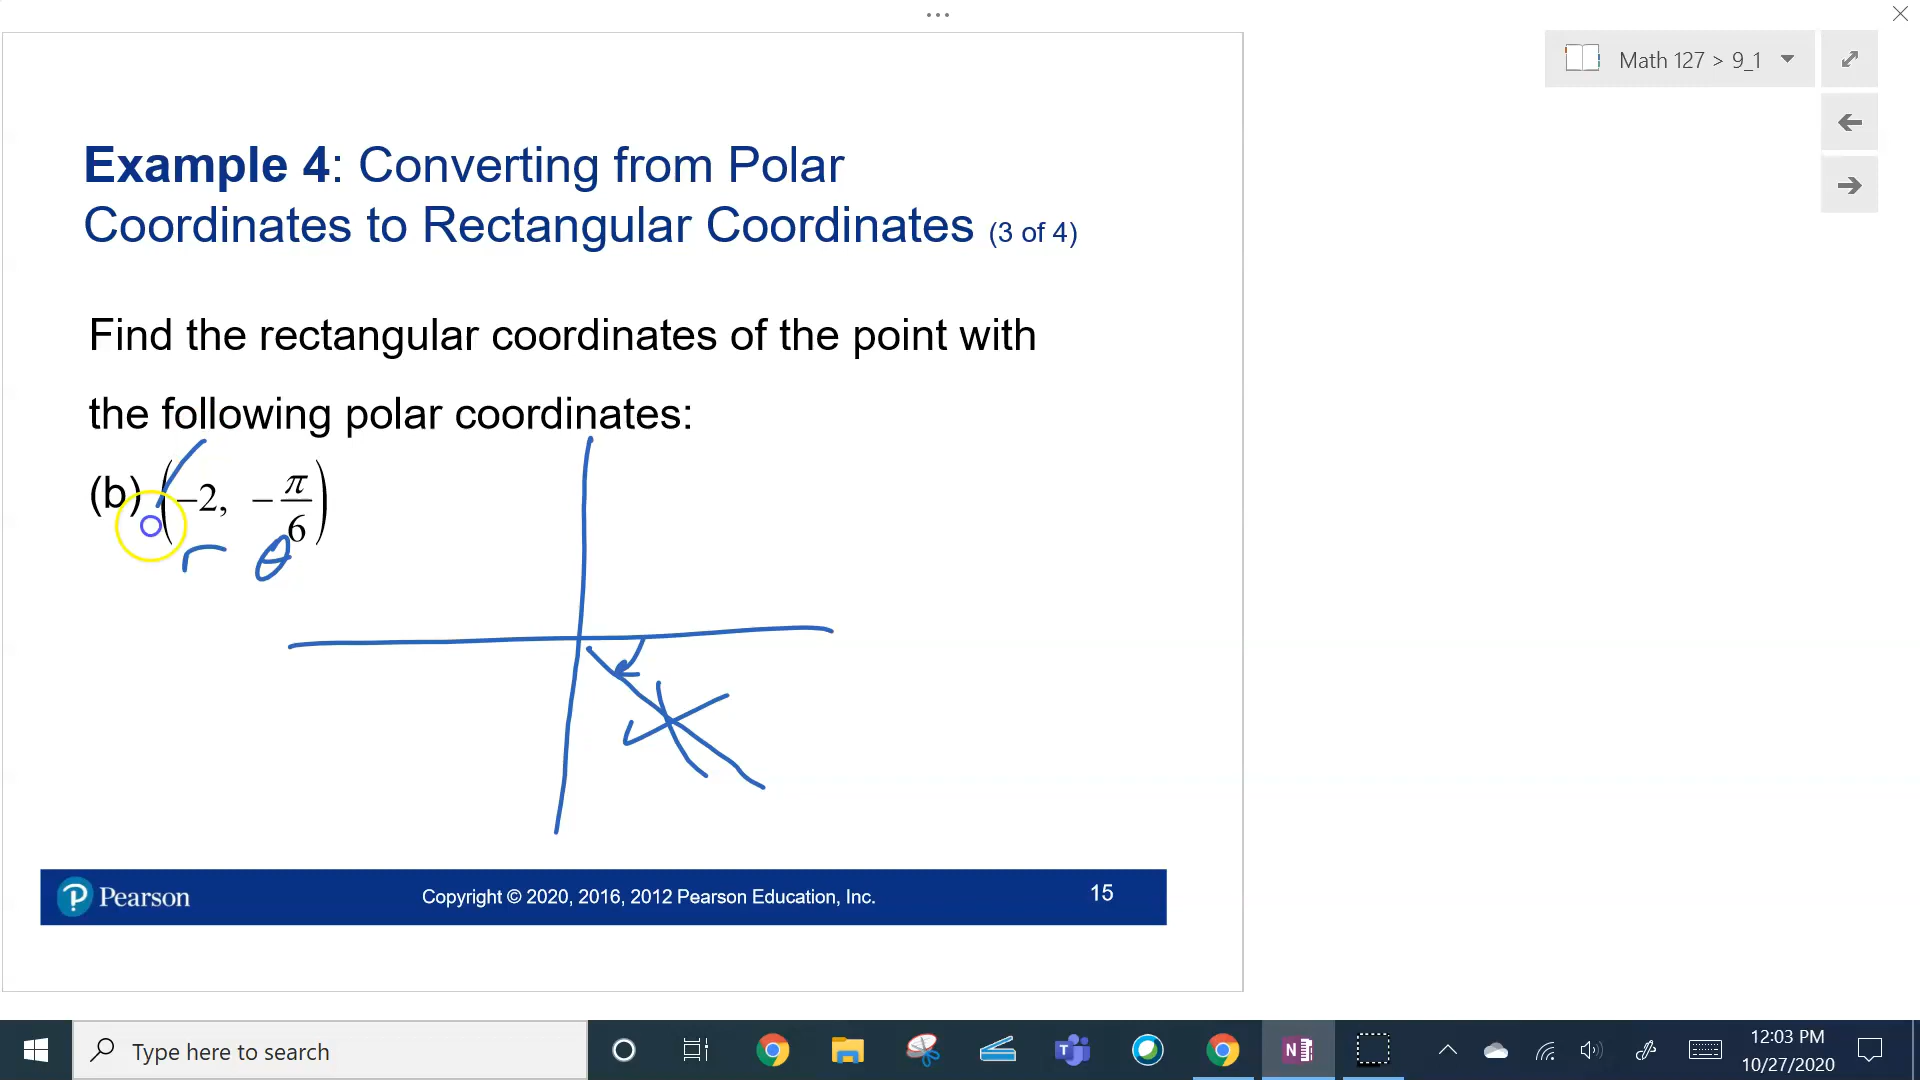 Math 127 > 9_1
Example 4: Converting from Polar
Coordinates to Rectangular Coordinates (3 of 4)
Find the rectangular coordinates of the point with
the following polar coordinates:
(b) (−2, −π/6)
r θ
Pearson
Copyright © 2020, 2016, 2012 Pearson Education, Inc.
15
Type here to search
12:03 PM
10/27/2020